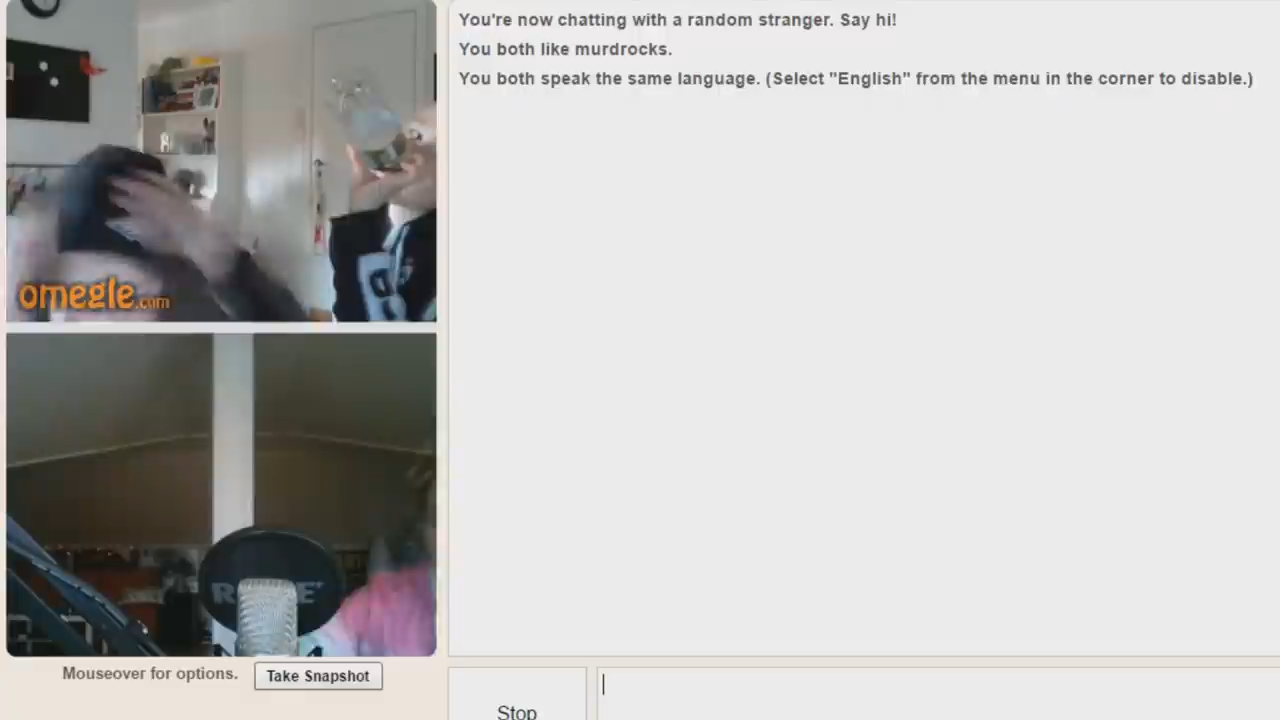 You're now chatting with a random stranger. Say hi!
You both like murdrocks.
You both speak the same language. (Select "English" from the menu in the corner to disable.)
omegle.com
Mouseover for options.
Take Snapshot
Stop